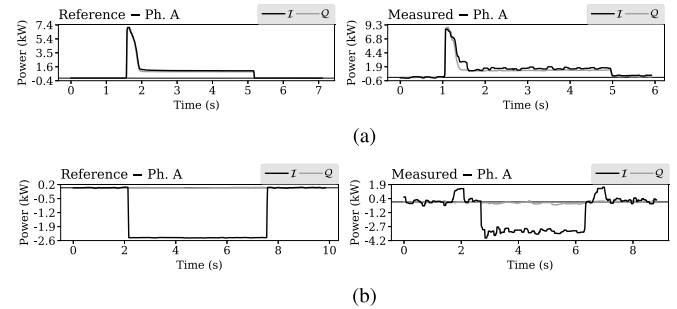 Reference − Ph. A
I Q
Power (kW)
7.4
5.4
3.5
1.6
-0.4
0 1 2 3 4 5 6 7
Time (s)
Measured − Ph. A
I Q
Power (kW)
9.3
6.8
4.3
1.9
-0.6
0 1 2 3 4 5 6
Time (s)
(a)
Reference − Ph. A
I Q
Power (kW)
0.2
-0.5
-1.2
-1.9
-2.6
0 2 4 6 8 10
Time (s)
Measured − Ph. A
I Q
Power (kW)
1.9
0.4
-1.2
-2.7
-4.2
0 2 4 6 8
Time (s)
(b)